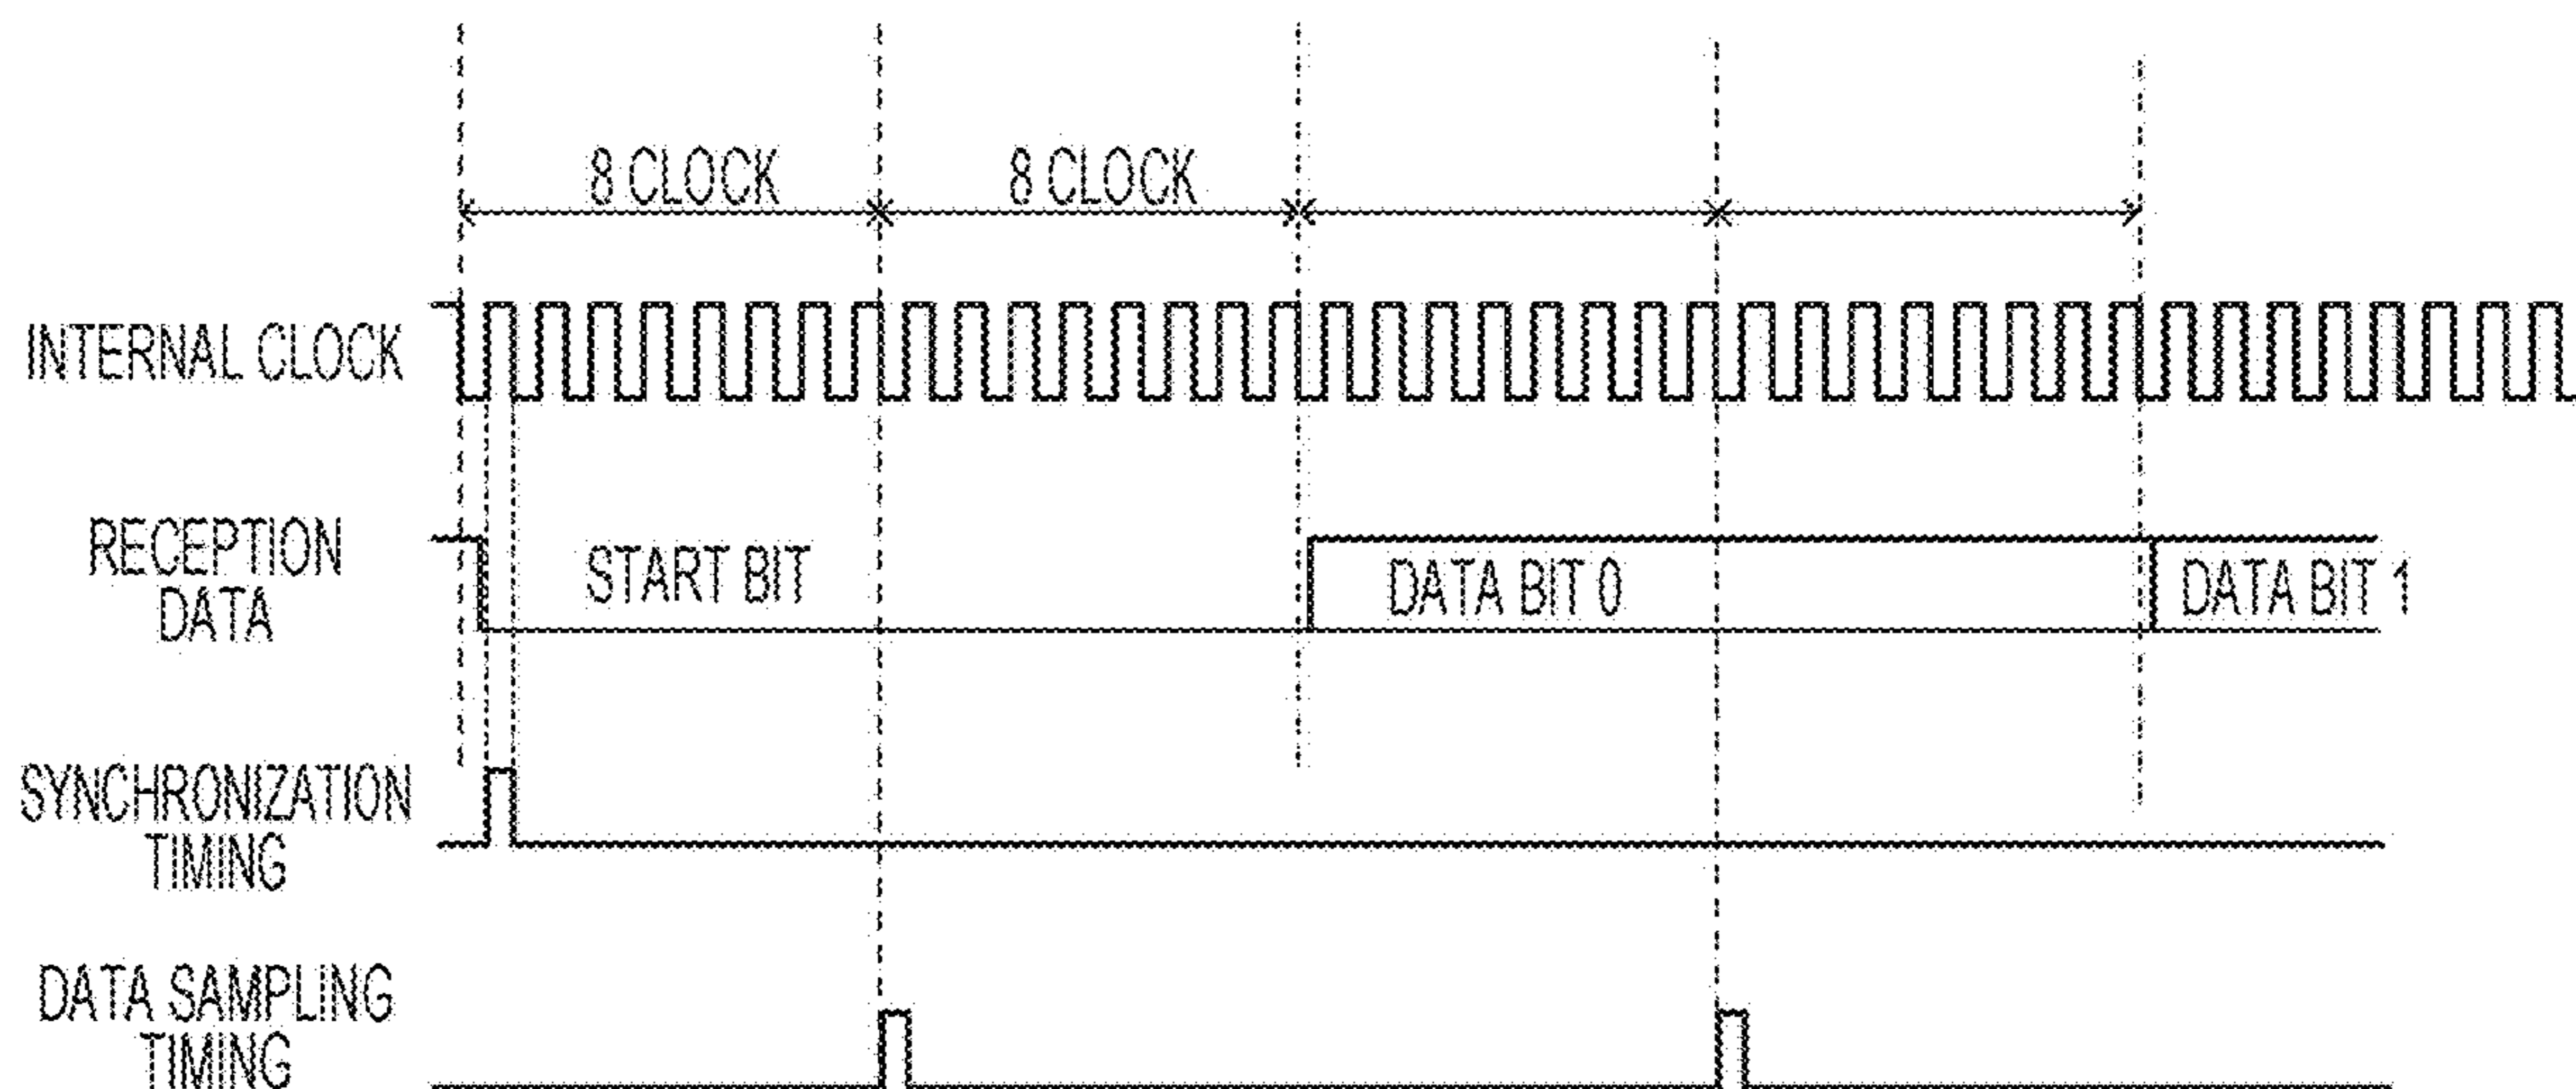 8 CLOCK 8 CLOCK
INTERNAL CLOCK
RECEPTION
DATA
START BIT
DATA BIT 0
DATA BIT 1
SYNCHRONIZATION
TIMING
DATA SAMPLING
TIMING